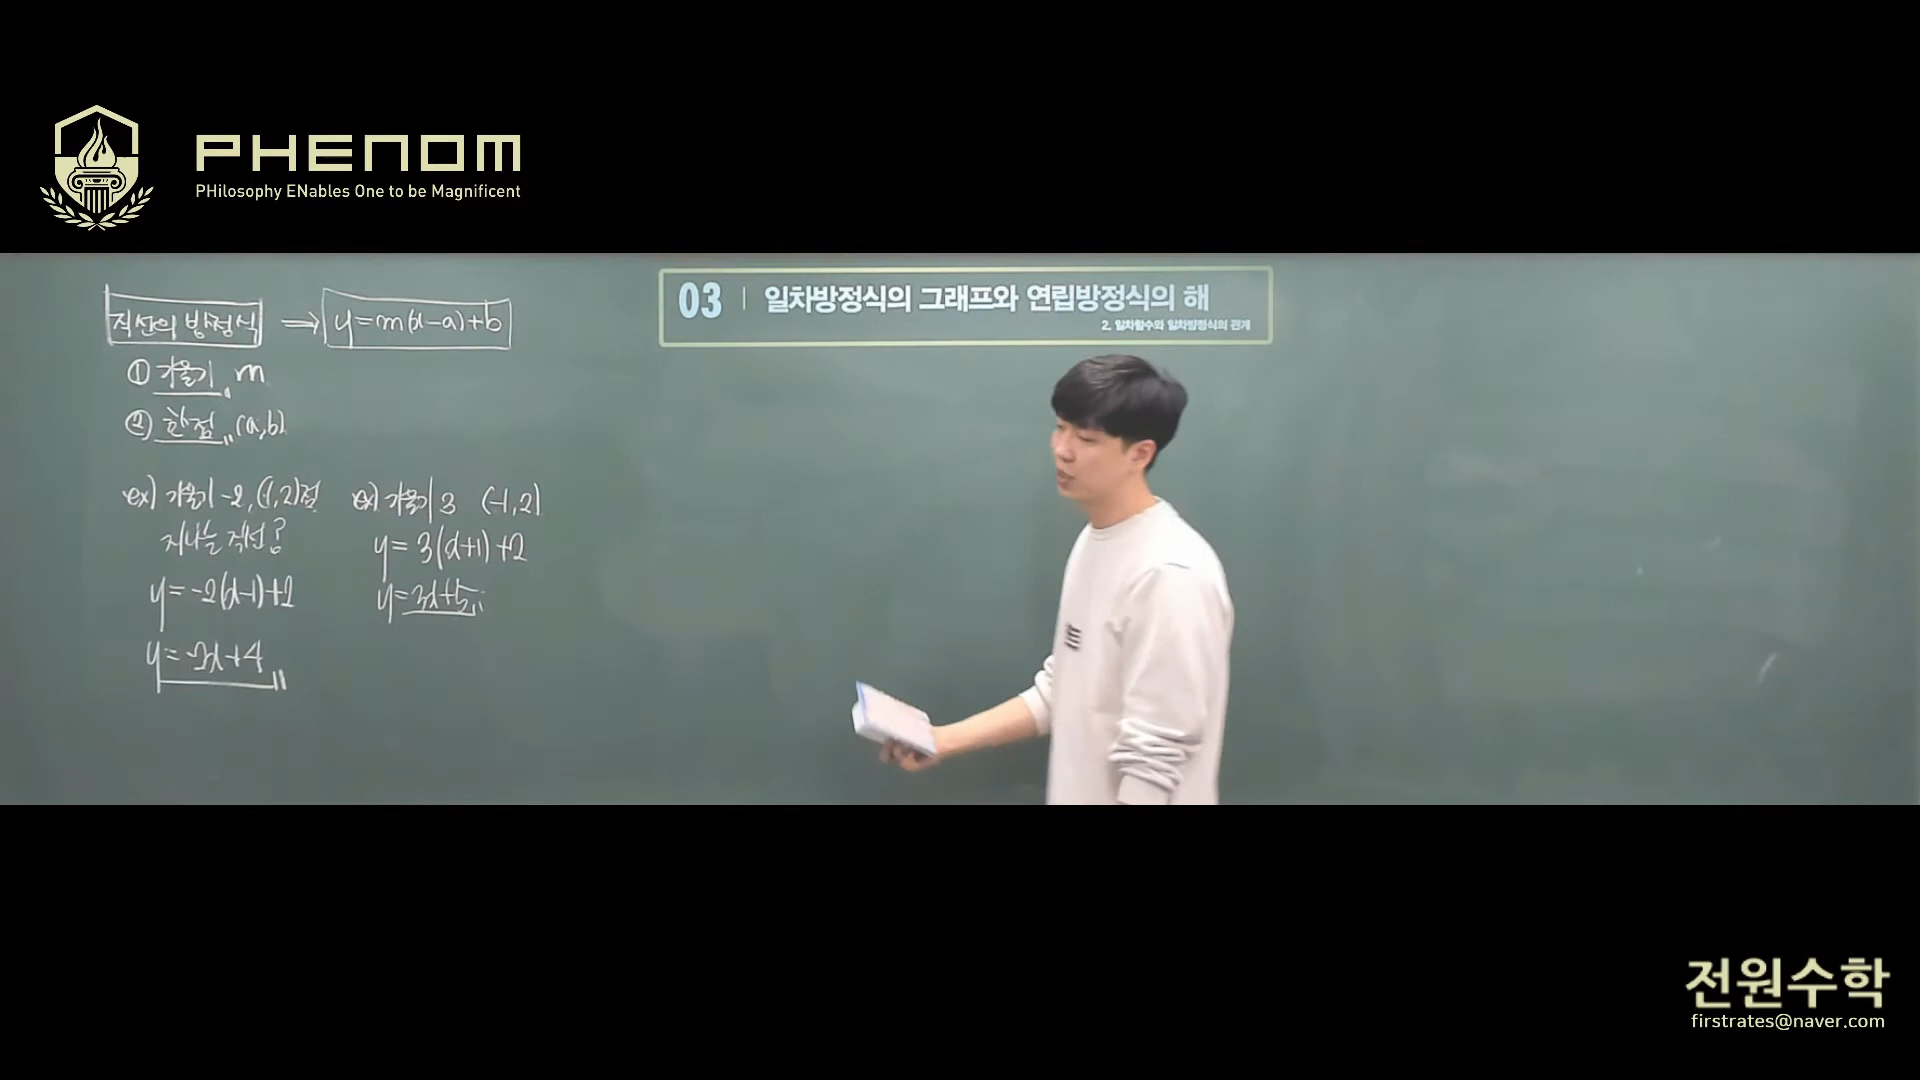 PHENOM
PHilosophy ENables One to be Magnificent
03 | 일차방정식의 그래프와 연립방정식의 해
2. 일차함수와 일차방정식의 관계
직선의 방정식 ⟹ y=m(x-a)+b
① 기울기 m
② 한 점 (a,b)
ex) 기울기 -2, (1,2)점
지나는 직선?
y=-2(x-1)+2
y=-2x+4
ex) 기울기 3 (-1,2)
y=3(x+1)+2
y=3x+5
전원수학
firstrates@naver.com